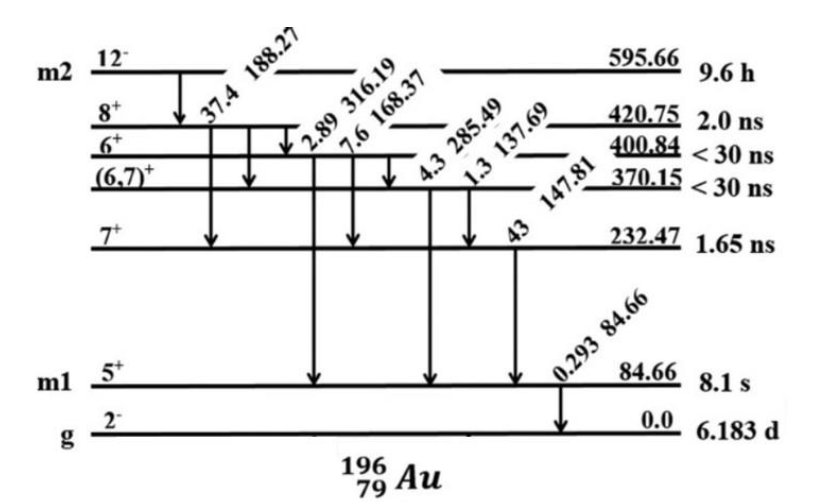 m2 12⁻ 595.66 9.6 h
37.4 188.27
8⁺ 420.75 2.0 ns
2.89 316.19
7.6 168.37
6⁺ 400.84 < 30 ns
4.3 285.49
1.3 137.69
(6,7)⁺ 370.15 < 30 ns
43 147.81
7⁺ 232.47 1.65 ns
0.293 84.66
m1 5⁺ 84.66 8.1 s
g 2⁻ 0.0 6.183 d
¹⁹⁶₇₉ Au